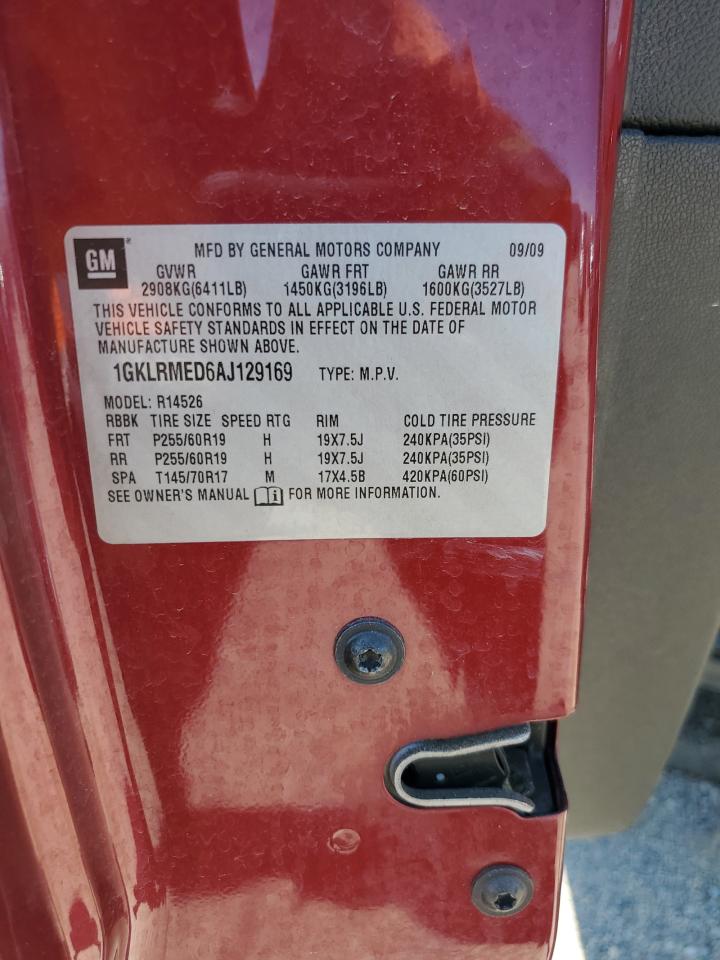 GM MFD BY GENERAL MOTORS COMPANY 09/09
GVWR GAWR FRT GAWR RR
2908KG(6411LB) 1450KG(3196LB) 1600KG(3527LB)
THIS VEHICLE CONFORMS TO ALL APPLICABLE U.S. FEDERAL MOTOR
VEHICLE SAFETY STANDARDS IN EFFECT ON THE DATE OF
MANUFACTURE SHOWN ABOVE.
1GKLRMED6AJ129169 TYPE: M.P.V.
MODEL: R14526
RBBK TIRE SIZE SPEED RTG RIM COLD TIRE PRESSURE
FRT P255/60R19 H 19X7.5J 240KPA(35PSI)
RR P255/60R19 H 19X7.5J 240KPA(35PSI)
SPA T145/70R17 M 17X4.5B 420KPA(60PSI)
SEE OWNER'S MANUAL i FOR MORE INFORMATION.